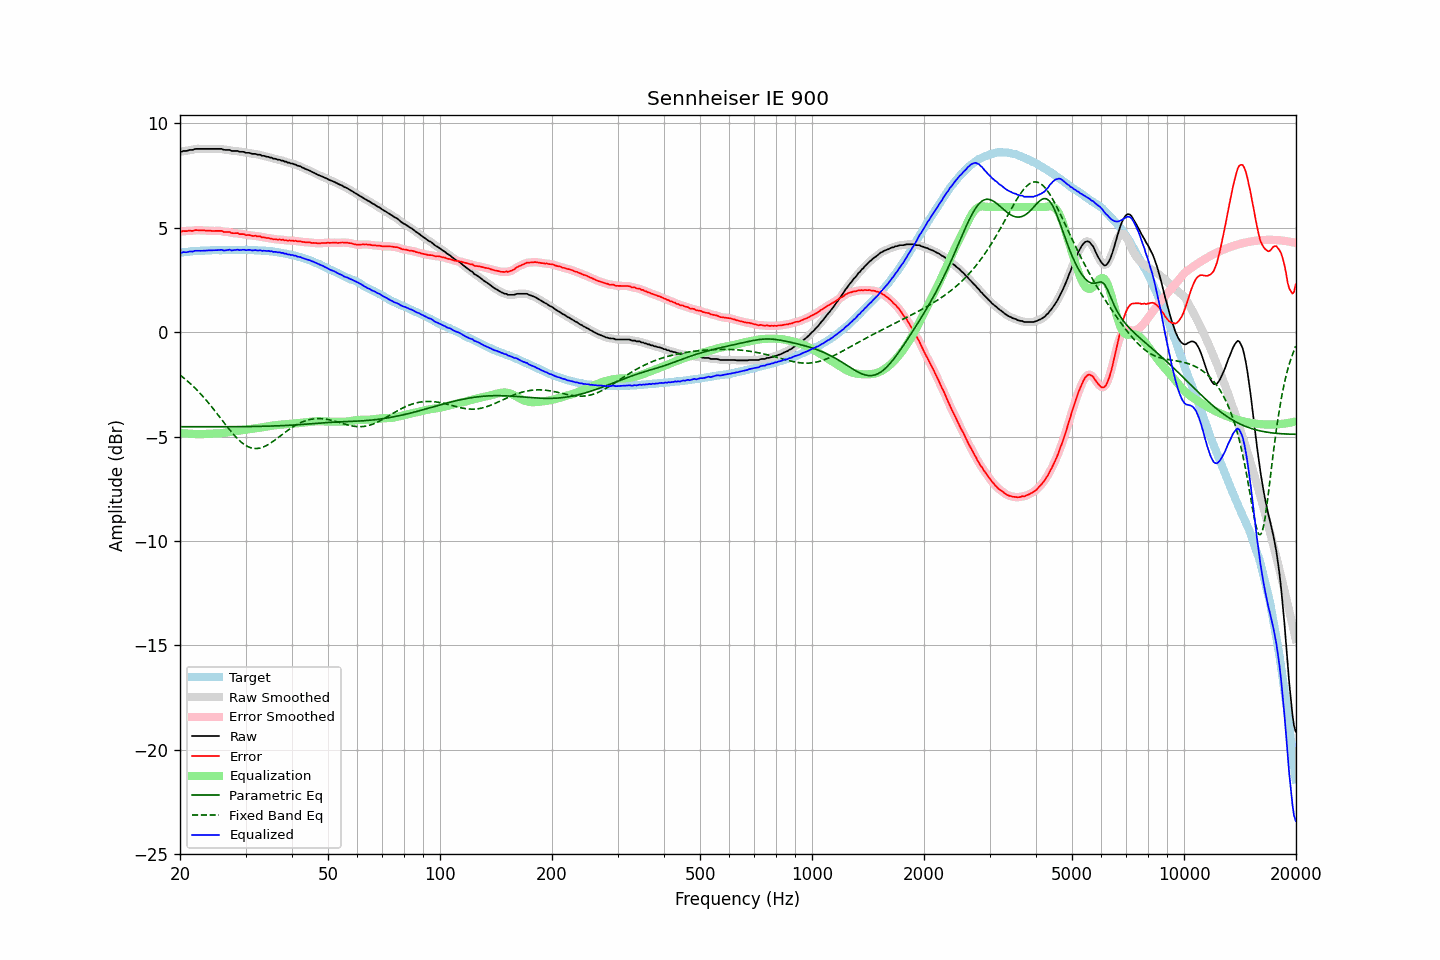 Sennheiser IE 900
10
5
0
−5
−10
−15
−20
−25
Amplitude (dBr)
Target
Raw Smoothed
Error Smoothed
Raw
Error
Equalization
Parametric Eq
Fixed Band Eq
Equalized
20 50 100 200 500 1000 2000 5000 10000 20000
Frequency (Hz)